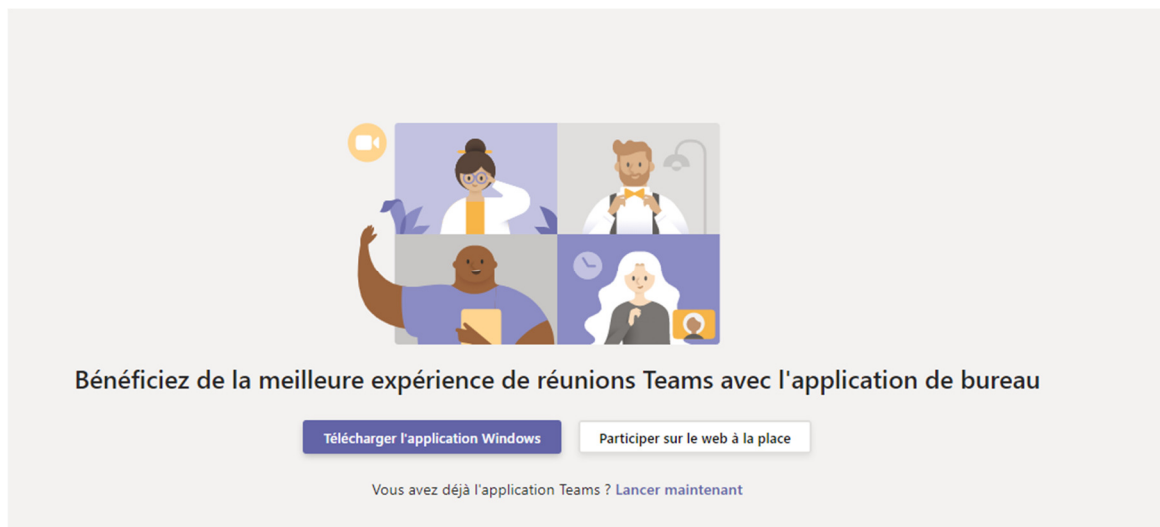 Bénéficiez de la meilleure expérience de réunions Teams avec l'application de bureau
Télécharger l'application Windows
Participer sur le web à la place
Vous avez déjà l'application Teams ? Lancer maintenant